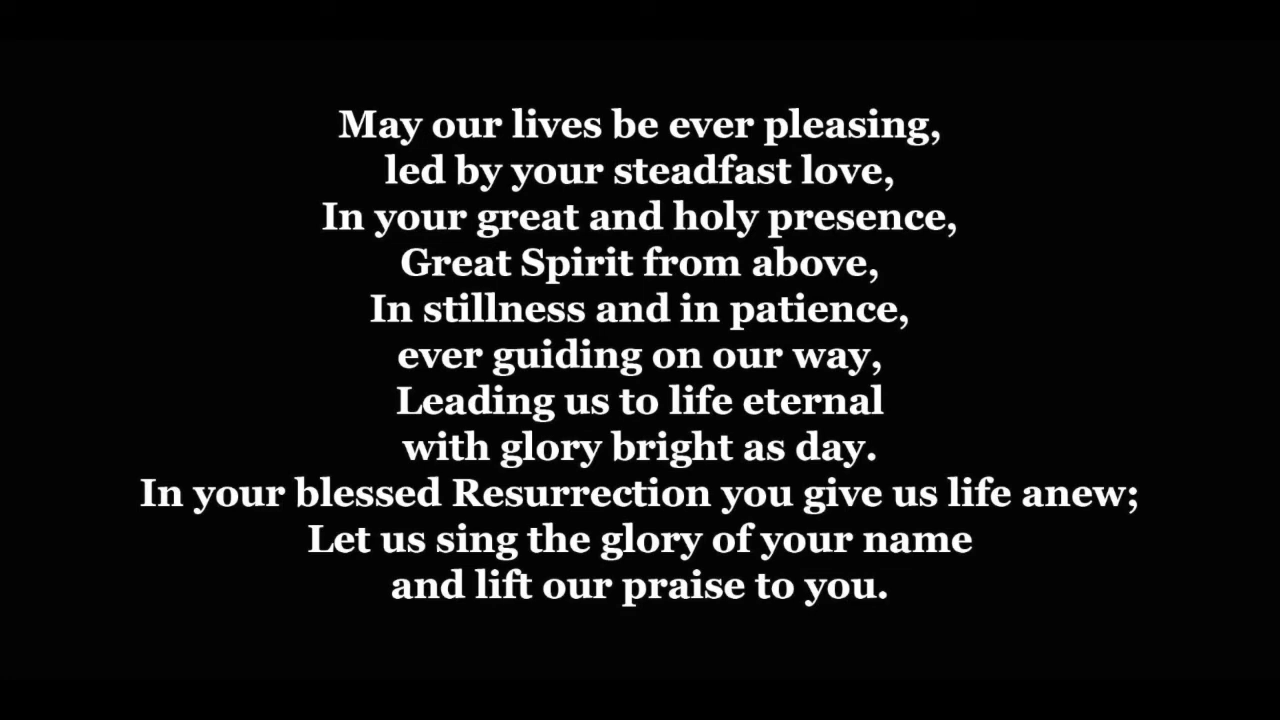 May our lives be ever pleasing,
led by your steadfast love,
In your great and holy presence,
Great Spirit from above,
In stillness and in patience,
ever guiding on our way,
Leading us to life eternal
with glory bright as day.
In your blessed Resurrection you give us life anew;
Let us sing the glory of your name
and lift our praise to you.